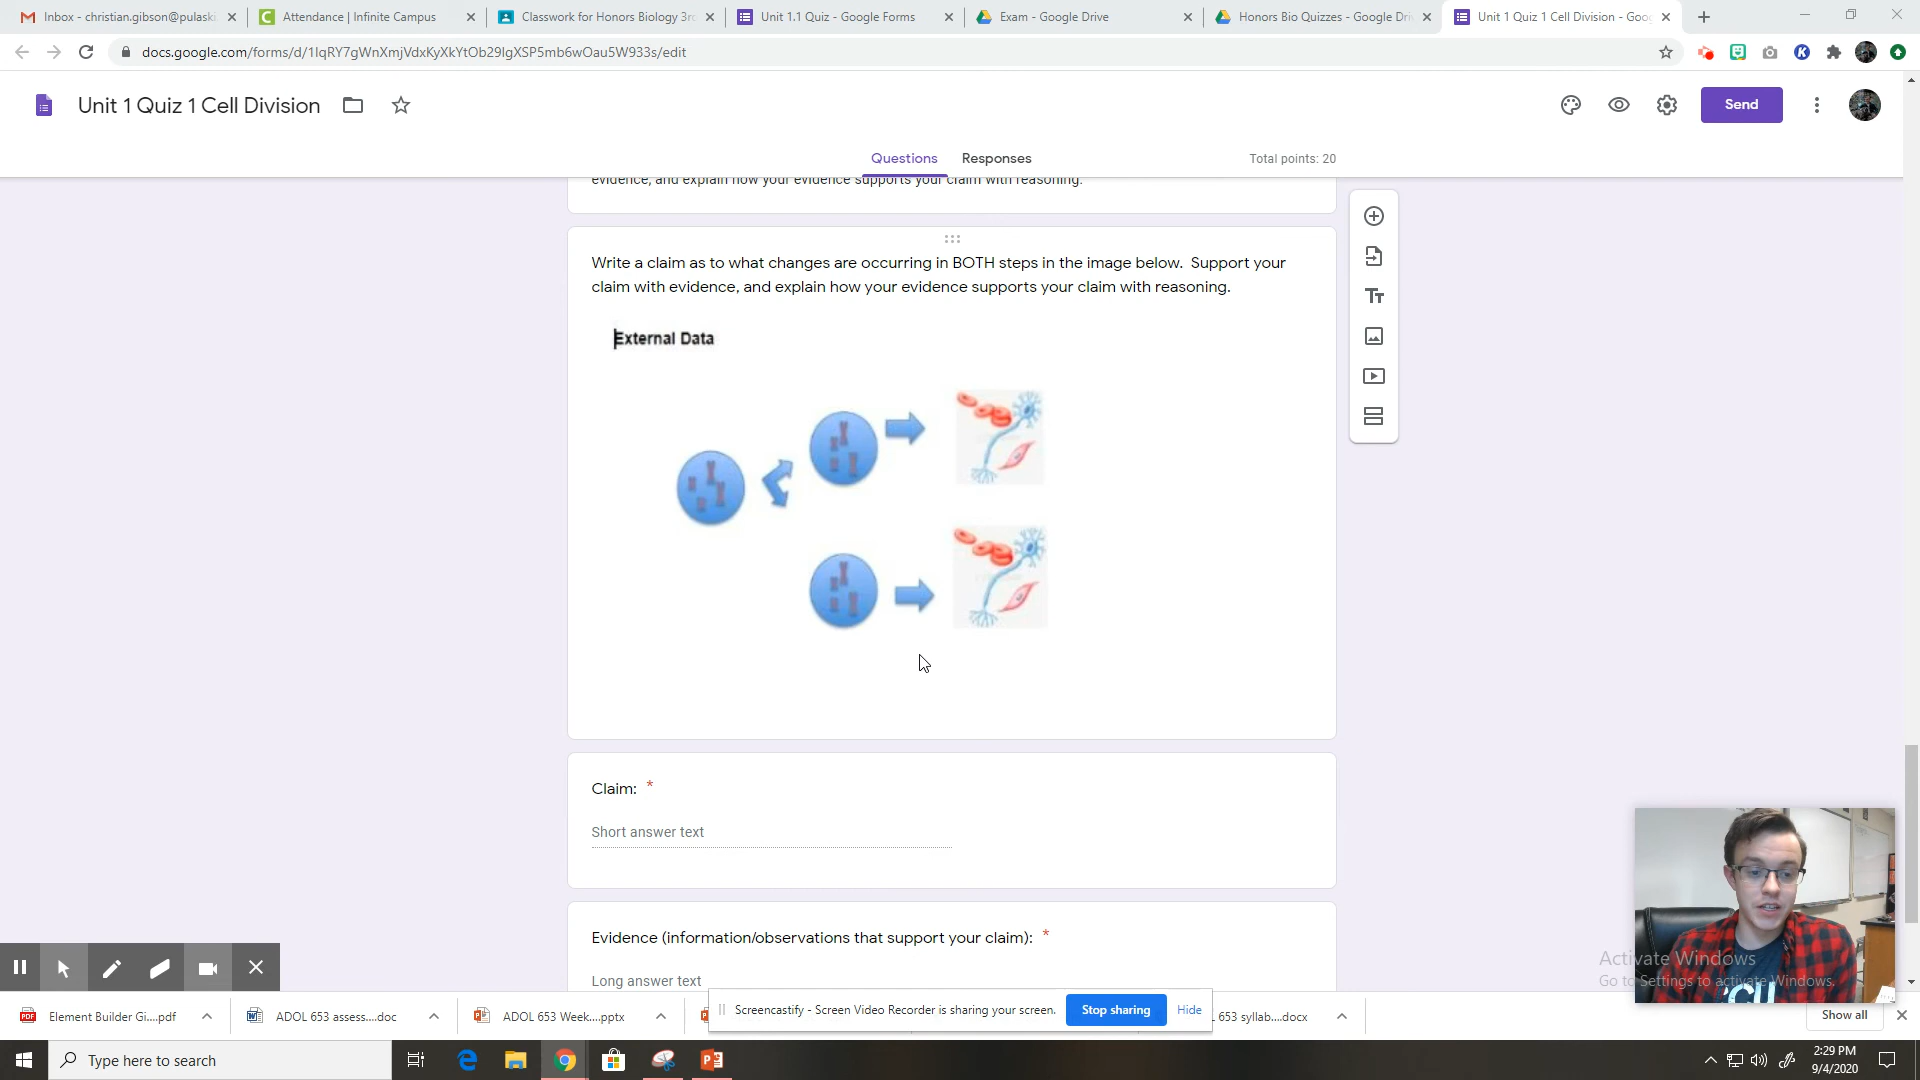 Inbox - christian.gibson@pulaski
Attendance | Infinite Campus
Classwork for Honors Biology 3rd
Unit 1.1 Quiz - Google Forms
Exam - Google Drive
Honors Bio Quizzes - Google Dri
Unit 1 Quiz 1 Cell Division - Goog
docs.google.com/forms/d/1IqRY7gWnXmjVdxKyXkYtOb29IgXSP5mb6wOau5W933s/edit
Unit 1 Quiz 1 Cell Division
Send
Questions
Responses
Total points: 20
evidence, and explain how your evidence supports your claim with reasoning.
Write a claim as to what changes are occurring in BOTH steps in the image below. Support your
claim with evidence, and explain how your evidence supports your claim with reasoning.
External Data
Claim: *
Short answer text
Evidence (information/observations that support your claim): *
Long answer text
Activate Windows
Go to Settings to activate Windows.
Element Builder Gi....pdf
ADOL 653 assess....doc
ADOL 653 Week....pptx
Screencastify - Screen Video Recorder is sharing your screen.
Stop sharing
Hide
653 syllab....docx
Show all
Type here to search
2:29 PM
9/4/2020